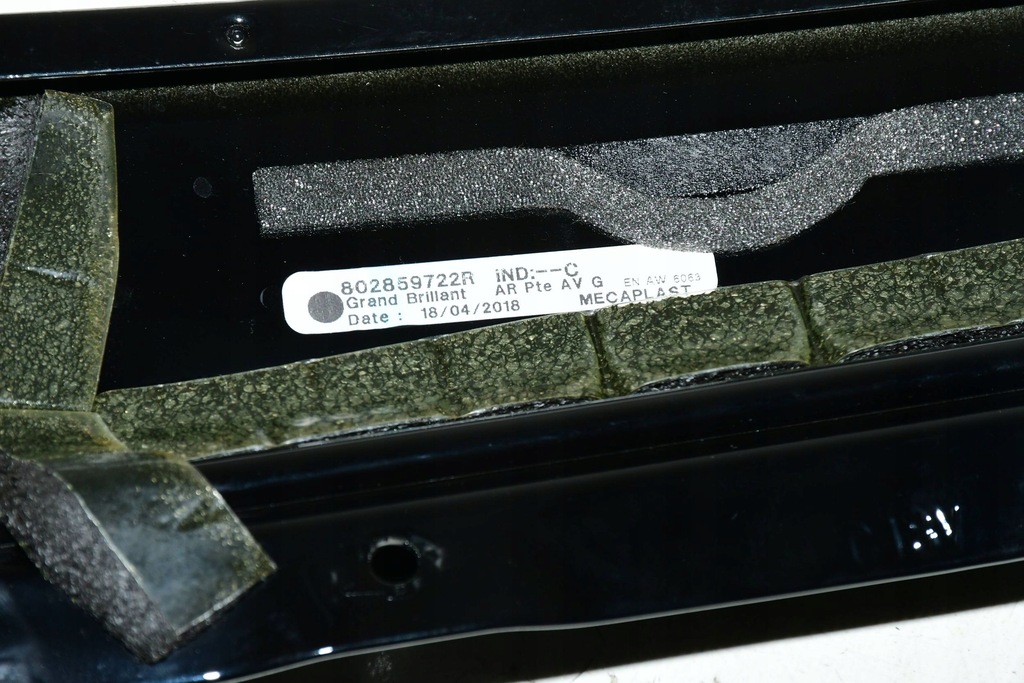 802859722R iND:--C
Grand Brillant AR Pte AV G EN AW 6063
Date : 18/04/2018 MECAPLAST